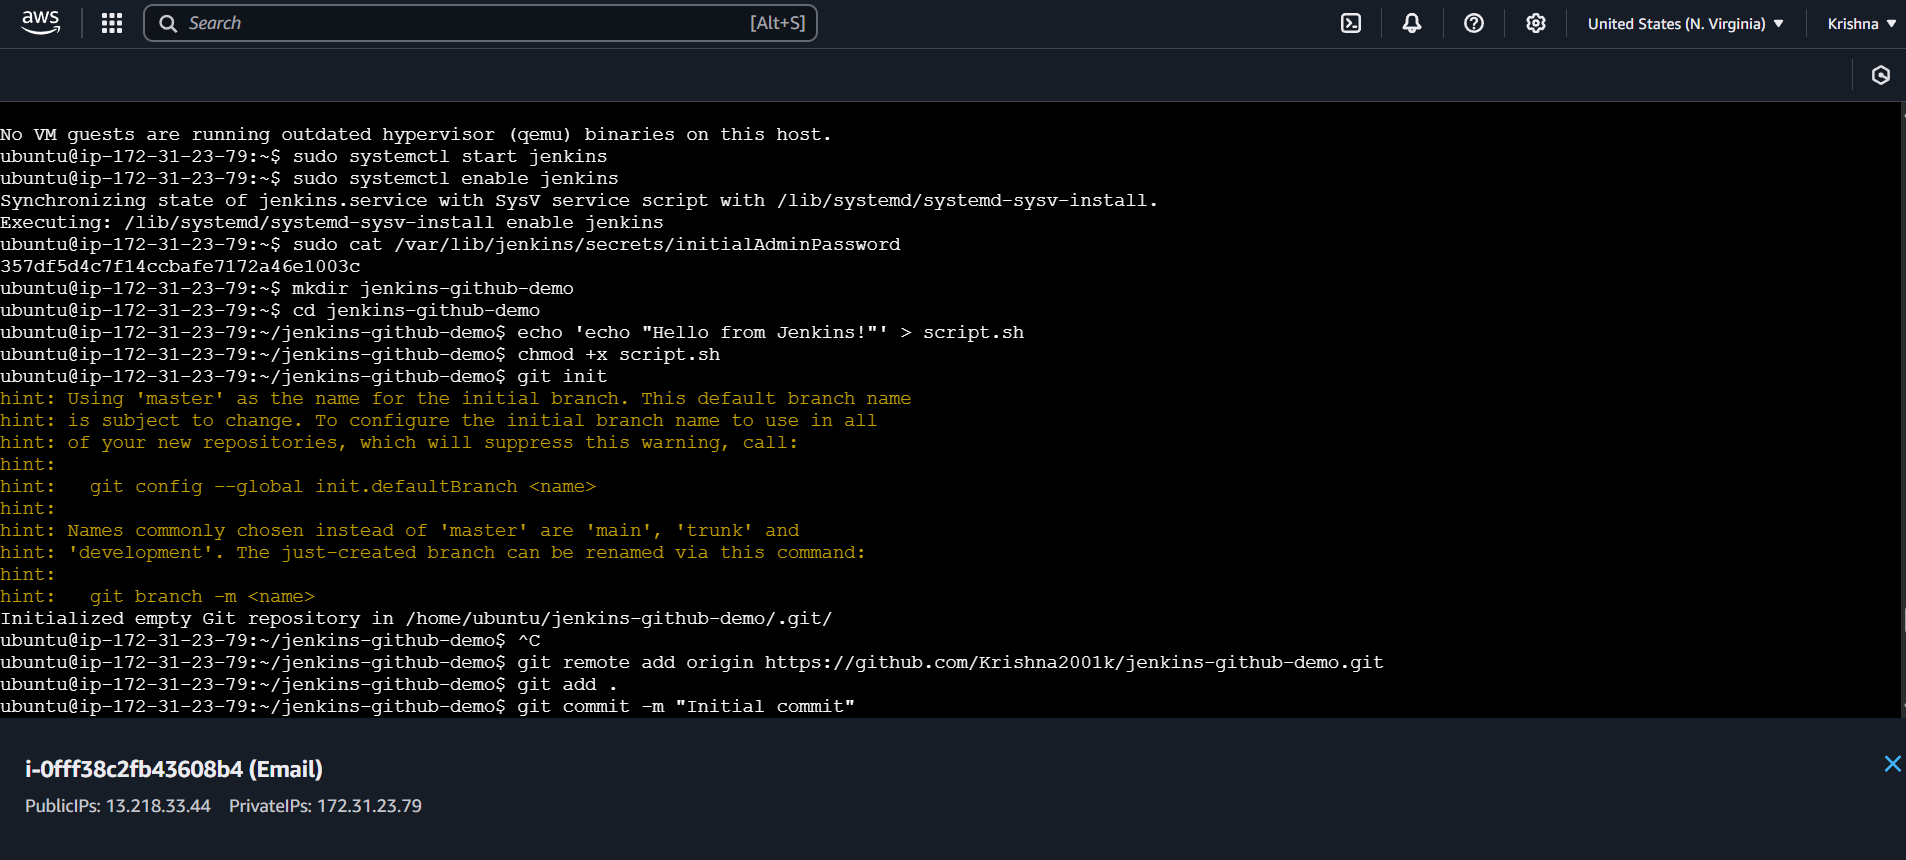 aws
Search [Alt+S]
United States (N. Virginia)
Krishna
No VM guests are running outdated hypervisor (qemu) binaries on this host.
ubuntu@ip-172-31-23-79:~$ sudo systemctl start jenkins
ubuntu@ip-172-31-23-79:~$ sudo systemctl enable jenkins
Synchronizing state of jenkins.service with SysV service script with /lib/systemd/systemd-sysv-install.
Executing: /lib/systemd/systemd-sysv-install enable jenkins
ubuntu@ip-172-31-23-79:~$ sudo cat /var/lib/jenkins/secrets/initialAdminPassword
357df5d4c7f14ccbafe7172a46e1003c
ubuntu@ip-172-31-23-79:~$ mkdir jenkins-github-demo
ubuntu@ip-172-31-23-79:~$ cd jenkins-github-demo
ubuntu@ip-172-31-23-79:~/jenkins-github-demo$ echo 'echo "Hello from Jenkins!"' > script.sh
ubuntu@ip-172-31-23-79:~/jenkins-github-demo$ chmod +x script.sh
ubuntu@ip-172-31-23-79:~/jenkins-github-demo$ git init
hint: Using 'master' as the name for the initial branch. This default branch name
hint: is subject to change. To configure the initial branch name to use in all
hint: of your new repositories, which will suppress this warning, call:
hint:
hint:   git config --global init.defaultBranch <name>
hint:
hint: Names commonly chosen instead of 'master' are 'main', 'trunk' and
hint: 'development'. The just-created branch can be renamed via this command:
hint:
hint:   git branch -m <name>
Initialized empty Git repository in /home/ubuntu/jenkins-github-demo/.git/
ubuntu@ip-172-31-23-79:~/jenkins-github-demo$ ^C
ubuntu@ip-172-31-23-79:~/jenkins-github-demo$ git remote add origin https://github.com/Krishna2001k/jenkins-github-demo.git
ubuntu@ip-172-31-23-79:~/jenkins-github-demo$ git add .
ubuntu@ip-172-31-23-79:~/jenkins-github-demo$ git commit -m "Initial commit"
i-0fff38c2fb43608b4 (Email)
PublicIPs: 13.218.33.44 PrivateIPs: 172.31.23.79